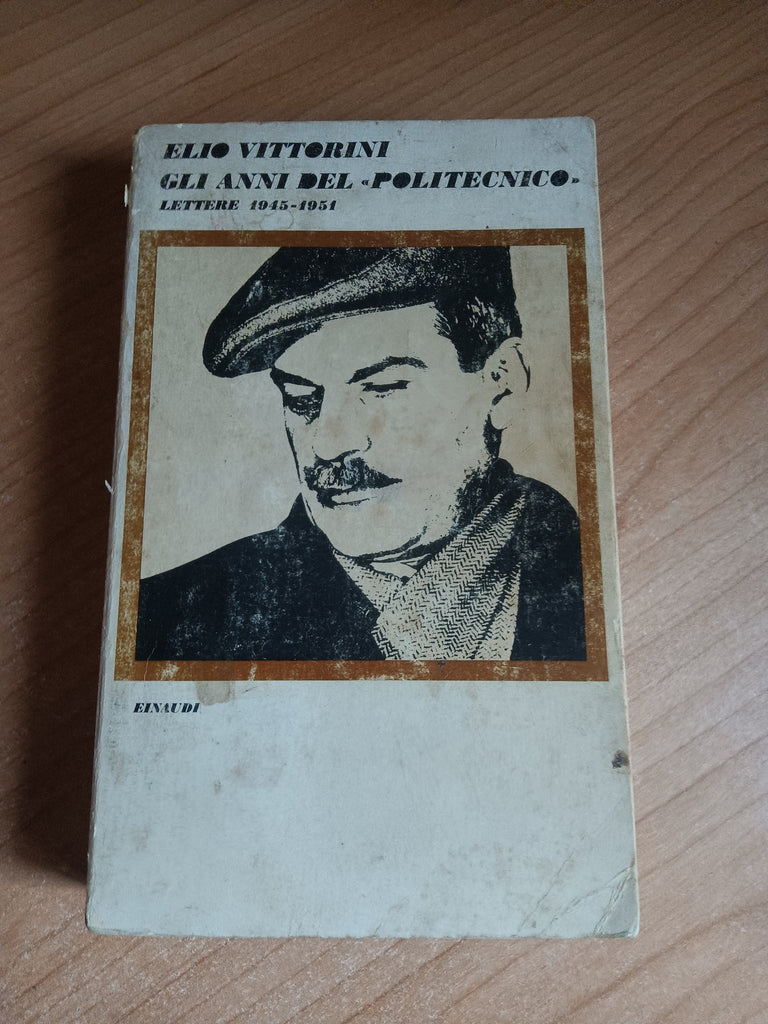 ELIO VITTORINI
GLI ANNI DEL «POLITECNICO»
LETTERE 1945-1951
EINAUDI